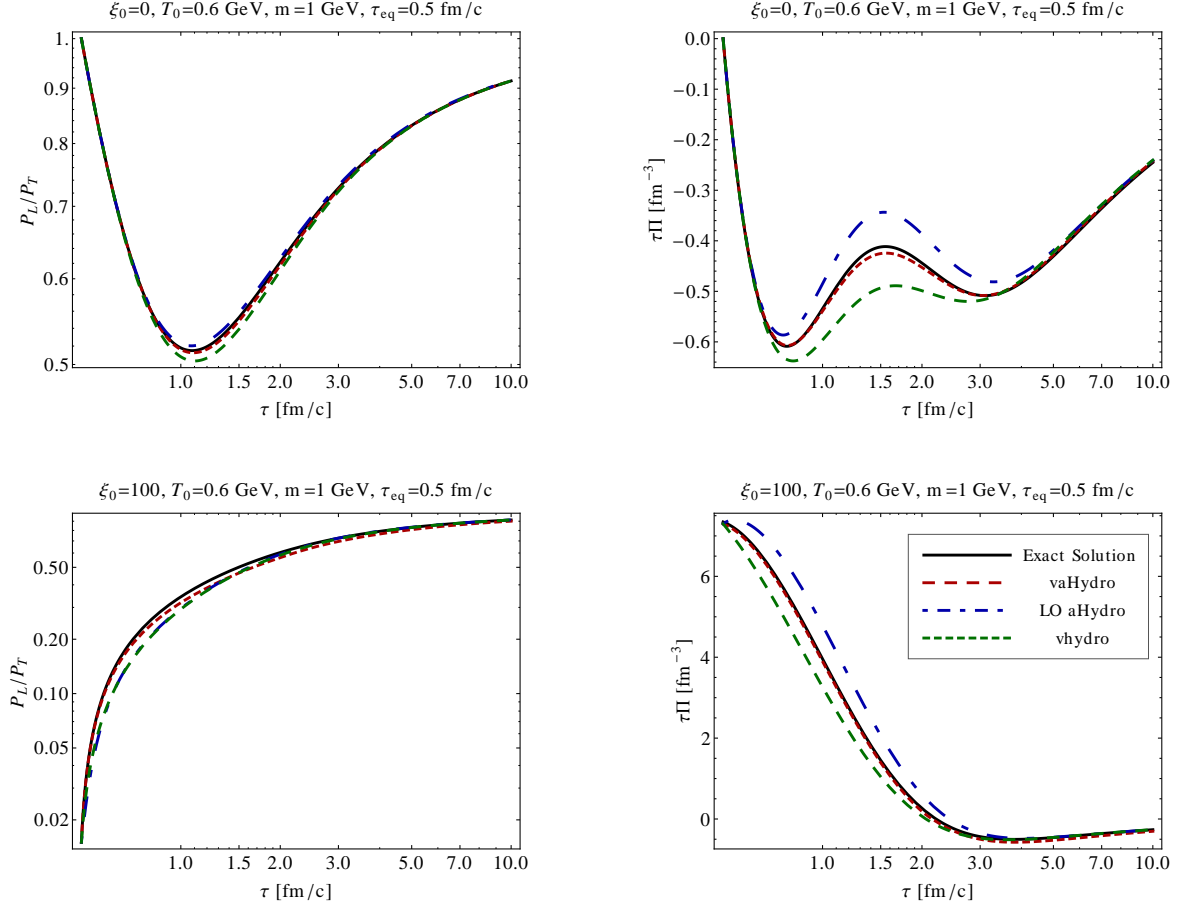 ξ0=0, T0=0.6 GeV, m=1 GeV, τeq=0.5 fm/c
1.
0.9
0.8
0.7
0.6
0.5
PL/PT
1.0 1.5 2.0 3.0 5.0 7.0 10.0
τ [fm/c]
ξ0=0, T0=0.6 GeV, m=1 GeV, τeq=0.5 fm/c
0.0
−0.1
−0.2
−0.3
−0.4
−0.5
−0.6
τΠ [fm−3]
1.0 1.5 2.0 3.0 5.0 7.0 10.0
τ [fm/c]
ξ0=100, T0=0.6 GeV, m=1 GeV, τeq=0.5 fm/c
0.50
0.20
0.10
0.05
0.02
PL/PT
1.0 1.5 2.0 3.0 5.0 7.0 10.0
τ [fm/c]
ξ0=100, T0=0.6 GeV, m=1 GeV, τeq=0.5 fm/c
6
4
2
0
τΠ [fm−3]
Exact Solution
vaHydro
LO aHydro
vhydro
1.0 1.5 2.0 3.0 5.0 7.0 10.0
τ [fm/c]